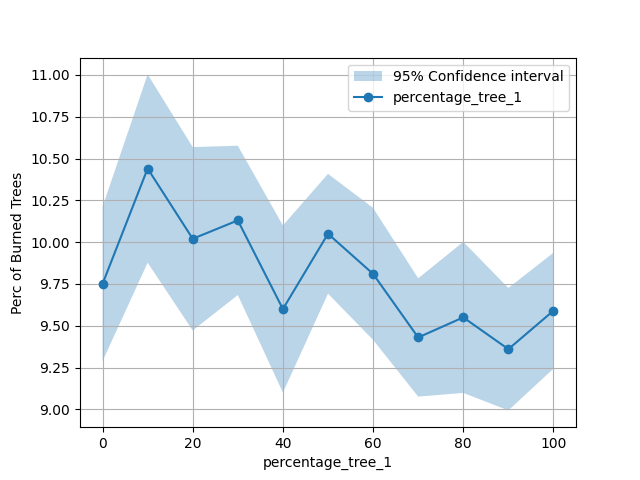 11.00
10.75
10.50
10.25
10.00
9.75
9.50
9.25
9.00
Perc of Burned Trees
95% Confidence interval
percentage_tree_1
0 20 40 60 80 100
percentage_tree_1